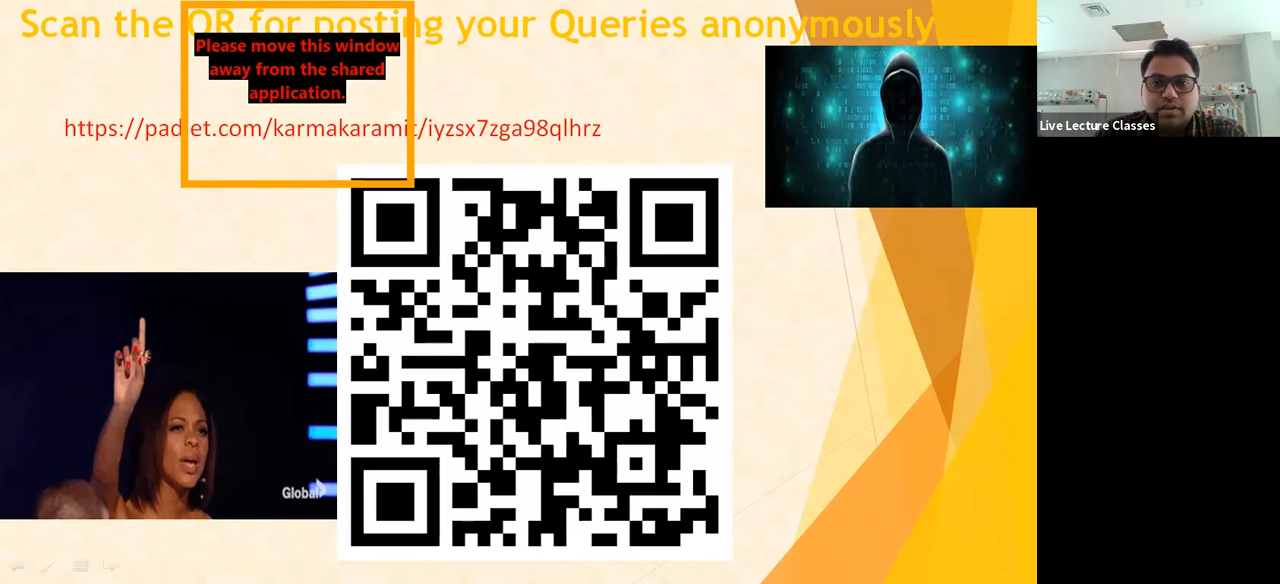 Scan the QR for posting your Queries anonymously
Please move this window
away from the shared
application.
https://padlet.com/karmakaramit/iyzsx7zga98qlhrz
Live Lecture Classes
Global